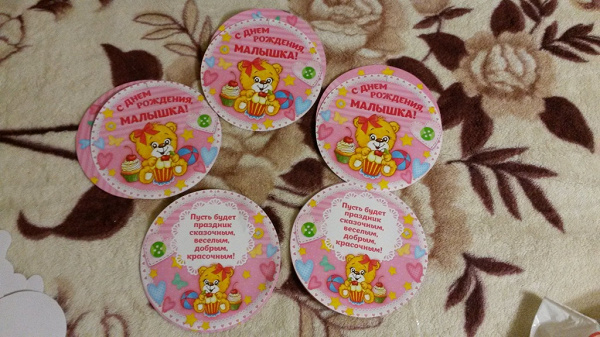 С ДНЕМ
РОЖДЕНИЯ,
МАЛЫШКА!
С ДНЕМ
РОЖДЕНИЯ,
МАЛЫШКА!
С ДНЕМ
РОЖДЕНИЯ,
МАЛЫШКА!
Пусть будет
праздник
сказочным,
веселым,
добрым,
красочным!
Пусть будет
праздник
сказочным,
веселым,
добрым,
красочным!